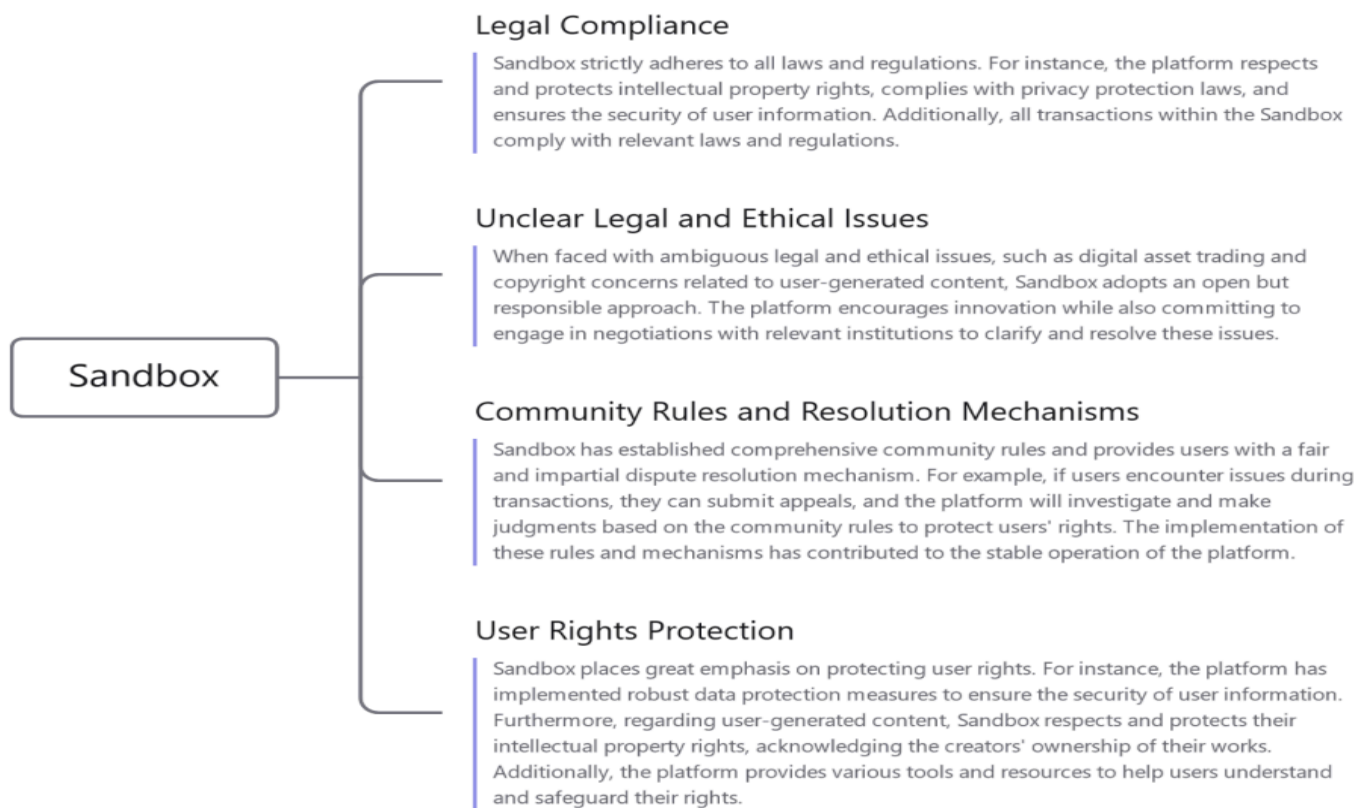 Legal Compliance
Sandbox strictly adheres to all laws and regulations. For instance, the platform respects
and protects intellectual property rights, complies with privacy protection laws, and
ensures the security of user information. Additionally, all transactions within the Sandbox
comply with relevant laws and regulations.
Unclear Legal and Ethical Issues
When faced with ambiguous legal and ethical issues, such as digital asset trading and
copyright concerns related to user-generated content, Sandbox adopts an open but
responsible approach. The platform encourages innovation while also committing to
engage in negotiations with relevant institutions to clarify and resolve these issues.
Sandbox
Community Rules and Resolution Mechanisms
Sandbox has established comprehensive community rules and provides users with a fair
and impartial dispute resolution mechanism. For example, if users encounter issues during
transactions, they can submit appeals, and the platform will investigate and make
judgments based on the community rules to protect users' rights. The implementation of
these rules and mechanisms has contributed to the stable operation of the platform.
User Rights Protection
Sandbox places great emphasis on protecting user rights. For instance, the platform has
implemented robust data protection measures to ensure the security of user information.
Furthermore, regarding user-generated content, Sandbox respects and protects their
intellectual property rights, acknowledging the creators' ownership of their works.
Additionally, the platform provides various tools and resources to help users understand
and safeguard their rights.